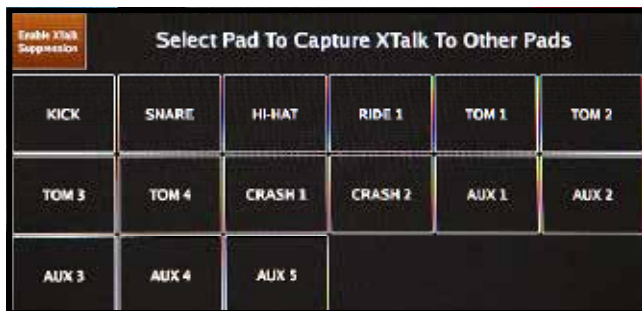 Enable XTalk
Suppression
Select Pad To Capture XTalk To Other Pads
KICK SNARE HI-HAT RIDE 1 TOM 1 TOM 2
TOM 3 TOM 4 CRASH 1 CRASH 2 AUX 1 AUX 2
AUX 3 AUX 4 AUX 5